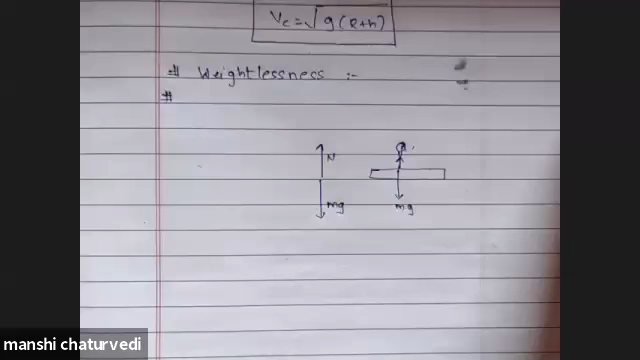 Vc = √g(R+h)
# Weightlessness :-
#
N
mg
mg
manshi chaturvedi